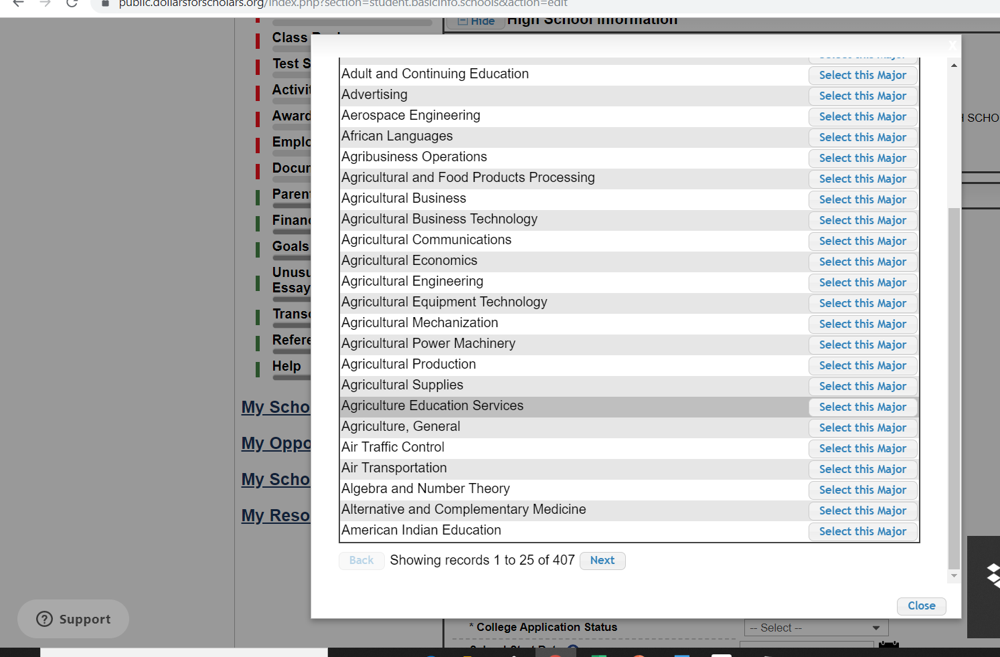 public.dollarsforscholars.org/index.php?section=student.basicinfo.schools&action=edit
Hide High School Information
Class
Test S
Activit
Award
Emplo
Docum
Parent
Financ
Goals
Unusu
Essay
Transc
Refere
Help
My Scho
My Oppo
My Scho
My Reso
Support
X
H SCHO
Select this Major
Adult and Continuing Education Select this Major
Advertising Select this Major
Aerospace Engineering Select this Major
African Languages Select this Major
Agribusiness Operations Select this Major
Agricultural and Food Products Processing Select this Major
Agricultural Business Select this Major
Agricultural Business Technology Select this Major
Agricultural Communications Select this Major
Agricultural Economics Select this Major
Agricultural Engineering Select this Major
Agricultural Equipment Technology Select this Major
Agricultural Mechanization Select this Major
Agricultural Power Machinery Select this Major
Agricultural Production Select this Major
Agricultural Supplies Select this Major
Agriculture Education Services Select this Major
Agriculture, General Select this Major
Air Traffic Control Select this Major
Air Transportation Select this Major
Algebra and Number Theory Select this Major
Alternative and Complementary Medicine Select this Major
American Indian Education Select this Major
Back Showing records 1 to 25 of 407 Next
Close
* College Application Status -- Select --